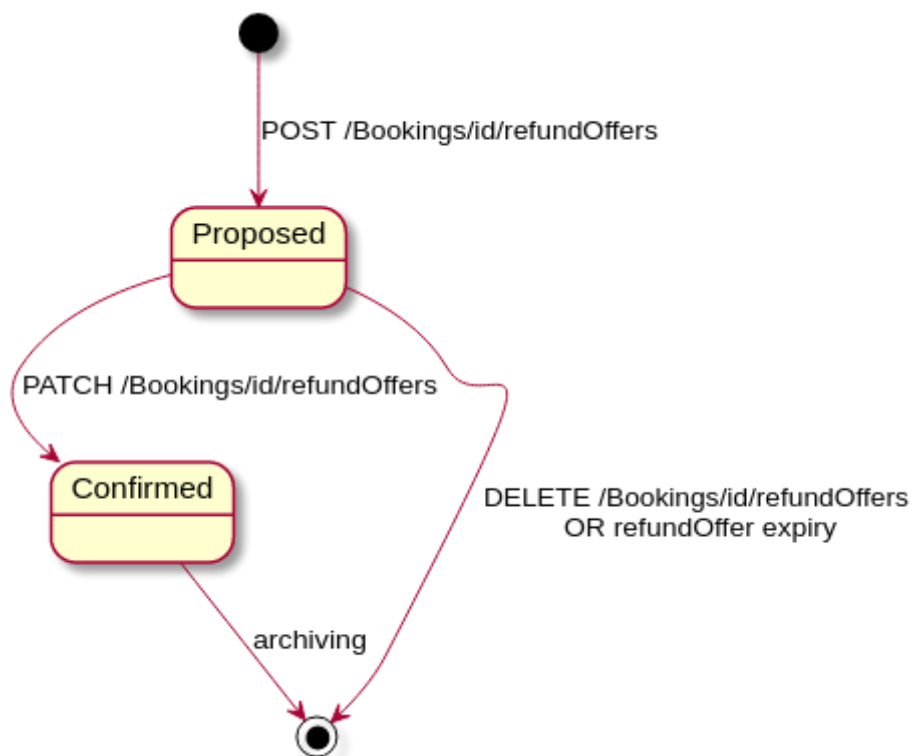 POST /Bookings/id/refundOffers
Proposed
PATCH /Bookings/id/refundOffers
Confirmed
DELETE /Bookings/id/refundOffers
OR refundOffer expiry
archiving